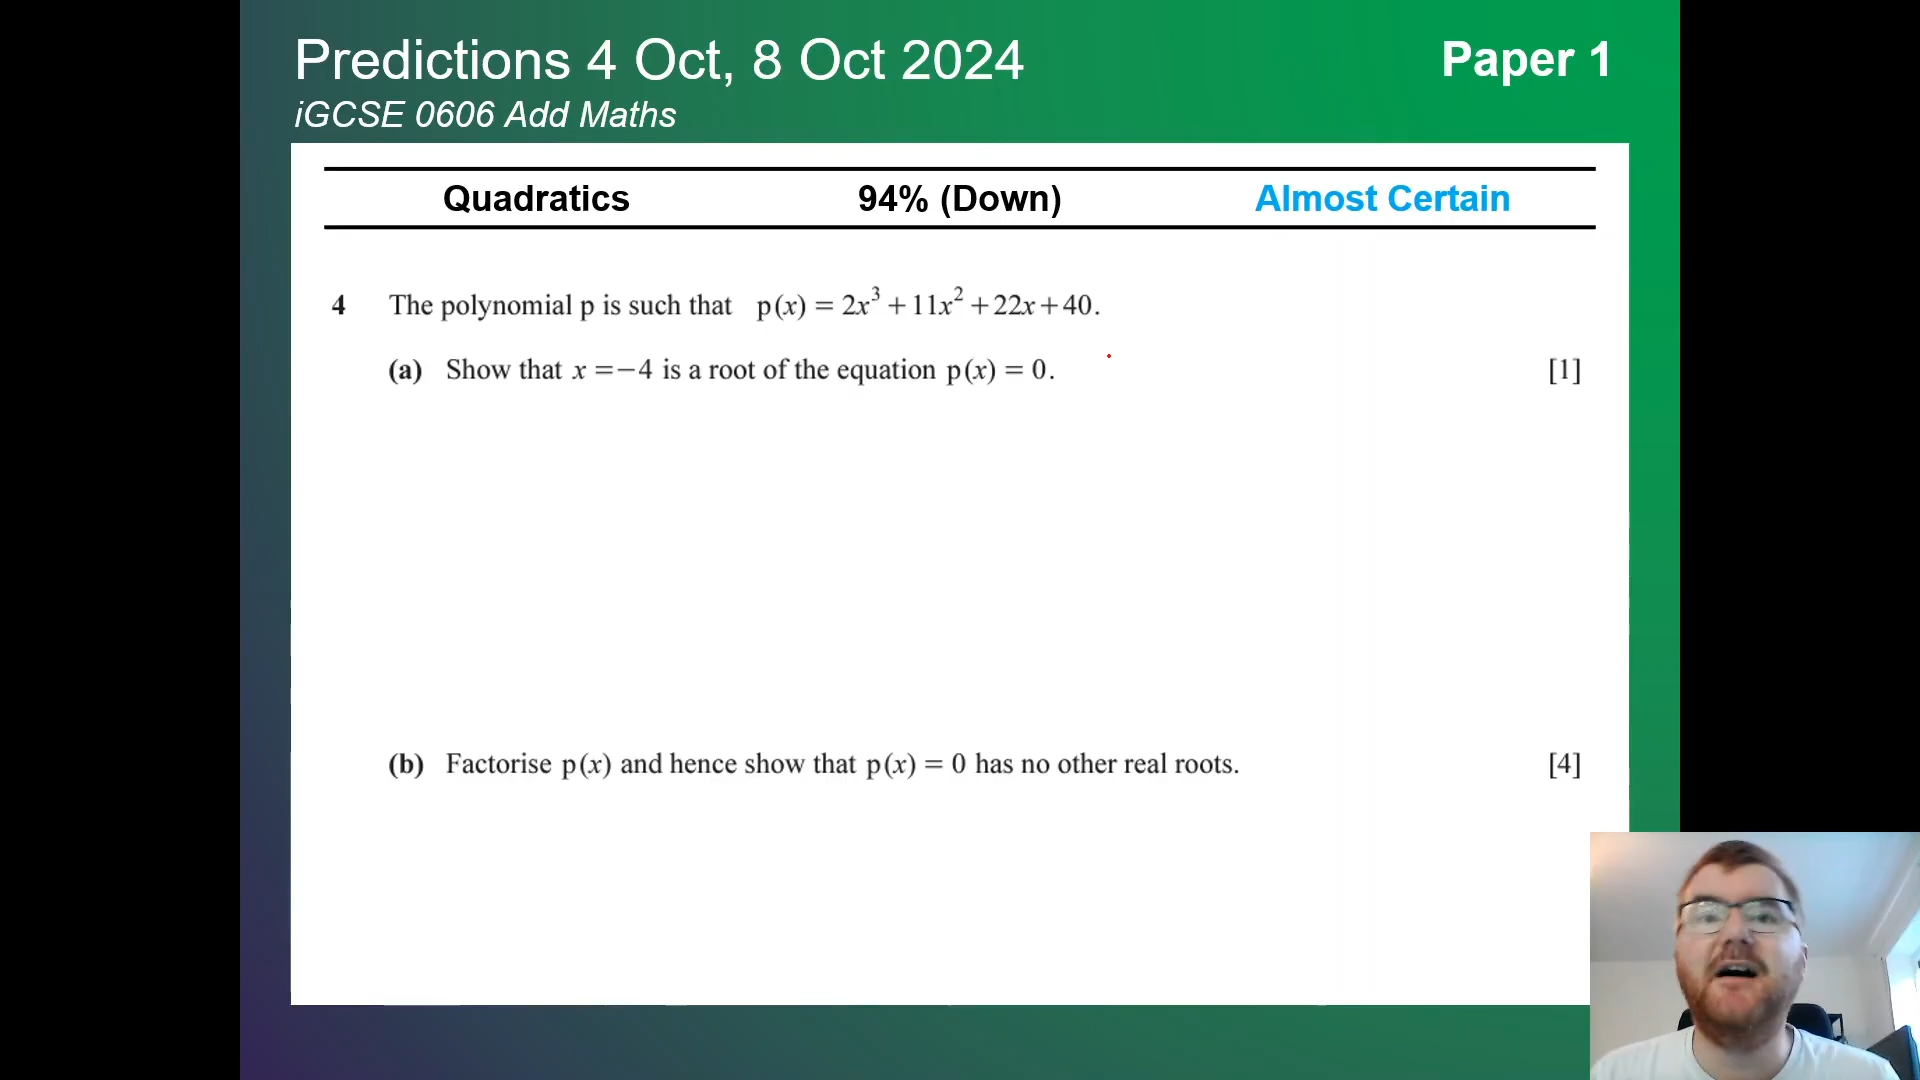 Predictions 4 Oct, 8 Oct 2024
Paper 1
iGCSE 0606 Add Maths
Quadratics 94% (Down) Almost Certain
4 The polynomial p is such that p(x) = 2x³ + 11x² + 22x + 40.
(a) Show that x = −4 is a root of the equation p(x) = 0. [1]
(b) Factorise p(x) and hence show that p(x) = 0 has no other real roots. [4]